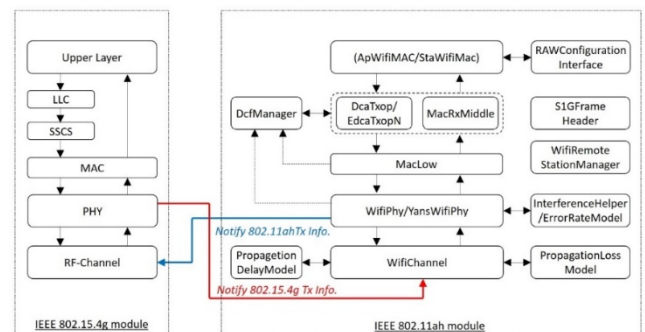 Upper Layer
LLC
SSCS
MAC
PHY
RF-Channel
IEEE 802.15.4g module
(ApWifiMAC/StaWifiMac)
RAWConfiguration
Interface
DcfManager
DcaTxop/
EdcaTxopN
MacRxMiddle
S1GFrame
Header
MacLow
WifiRemote
StationManager
WifiPhy/YansWifiPhy
InterferenceHelper
/ErrorRateModel
Notify 802.11ahTx Info.
Propagetion
DelayModel
WifiChannel
PropagationLoss
Model
Notify 802.15.4g Tx Info.
IEEE 802.11ah module